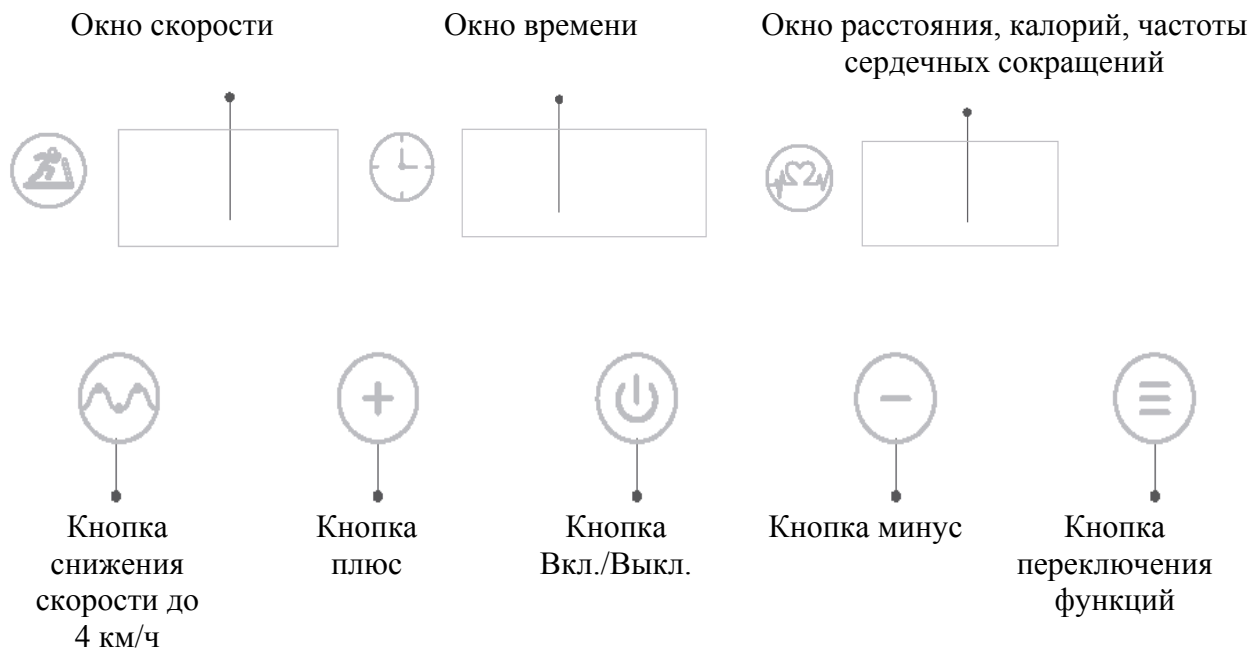 Окно скорости
Окно времени
Окно расстояния, калорий, частоты
сердечных сокращений
Кнопка
снижения
скорости до
4 км/ч
Кнопка
плюс
Кнопка
Вкл./Выкл.
Кнопка минус
Кнопка
переключения
функций